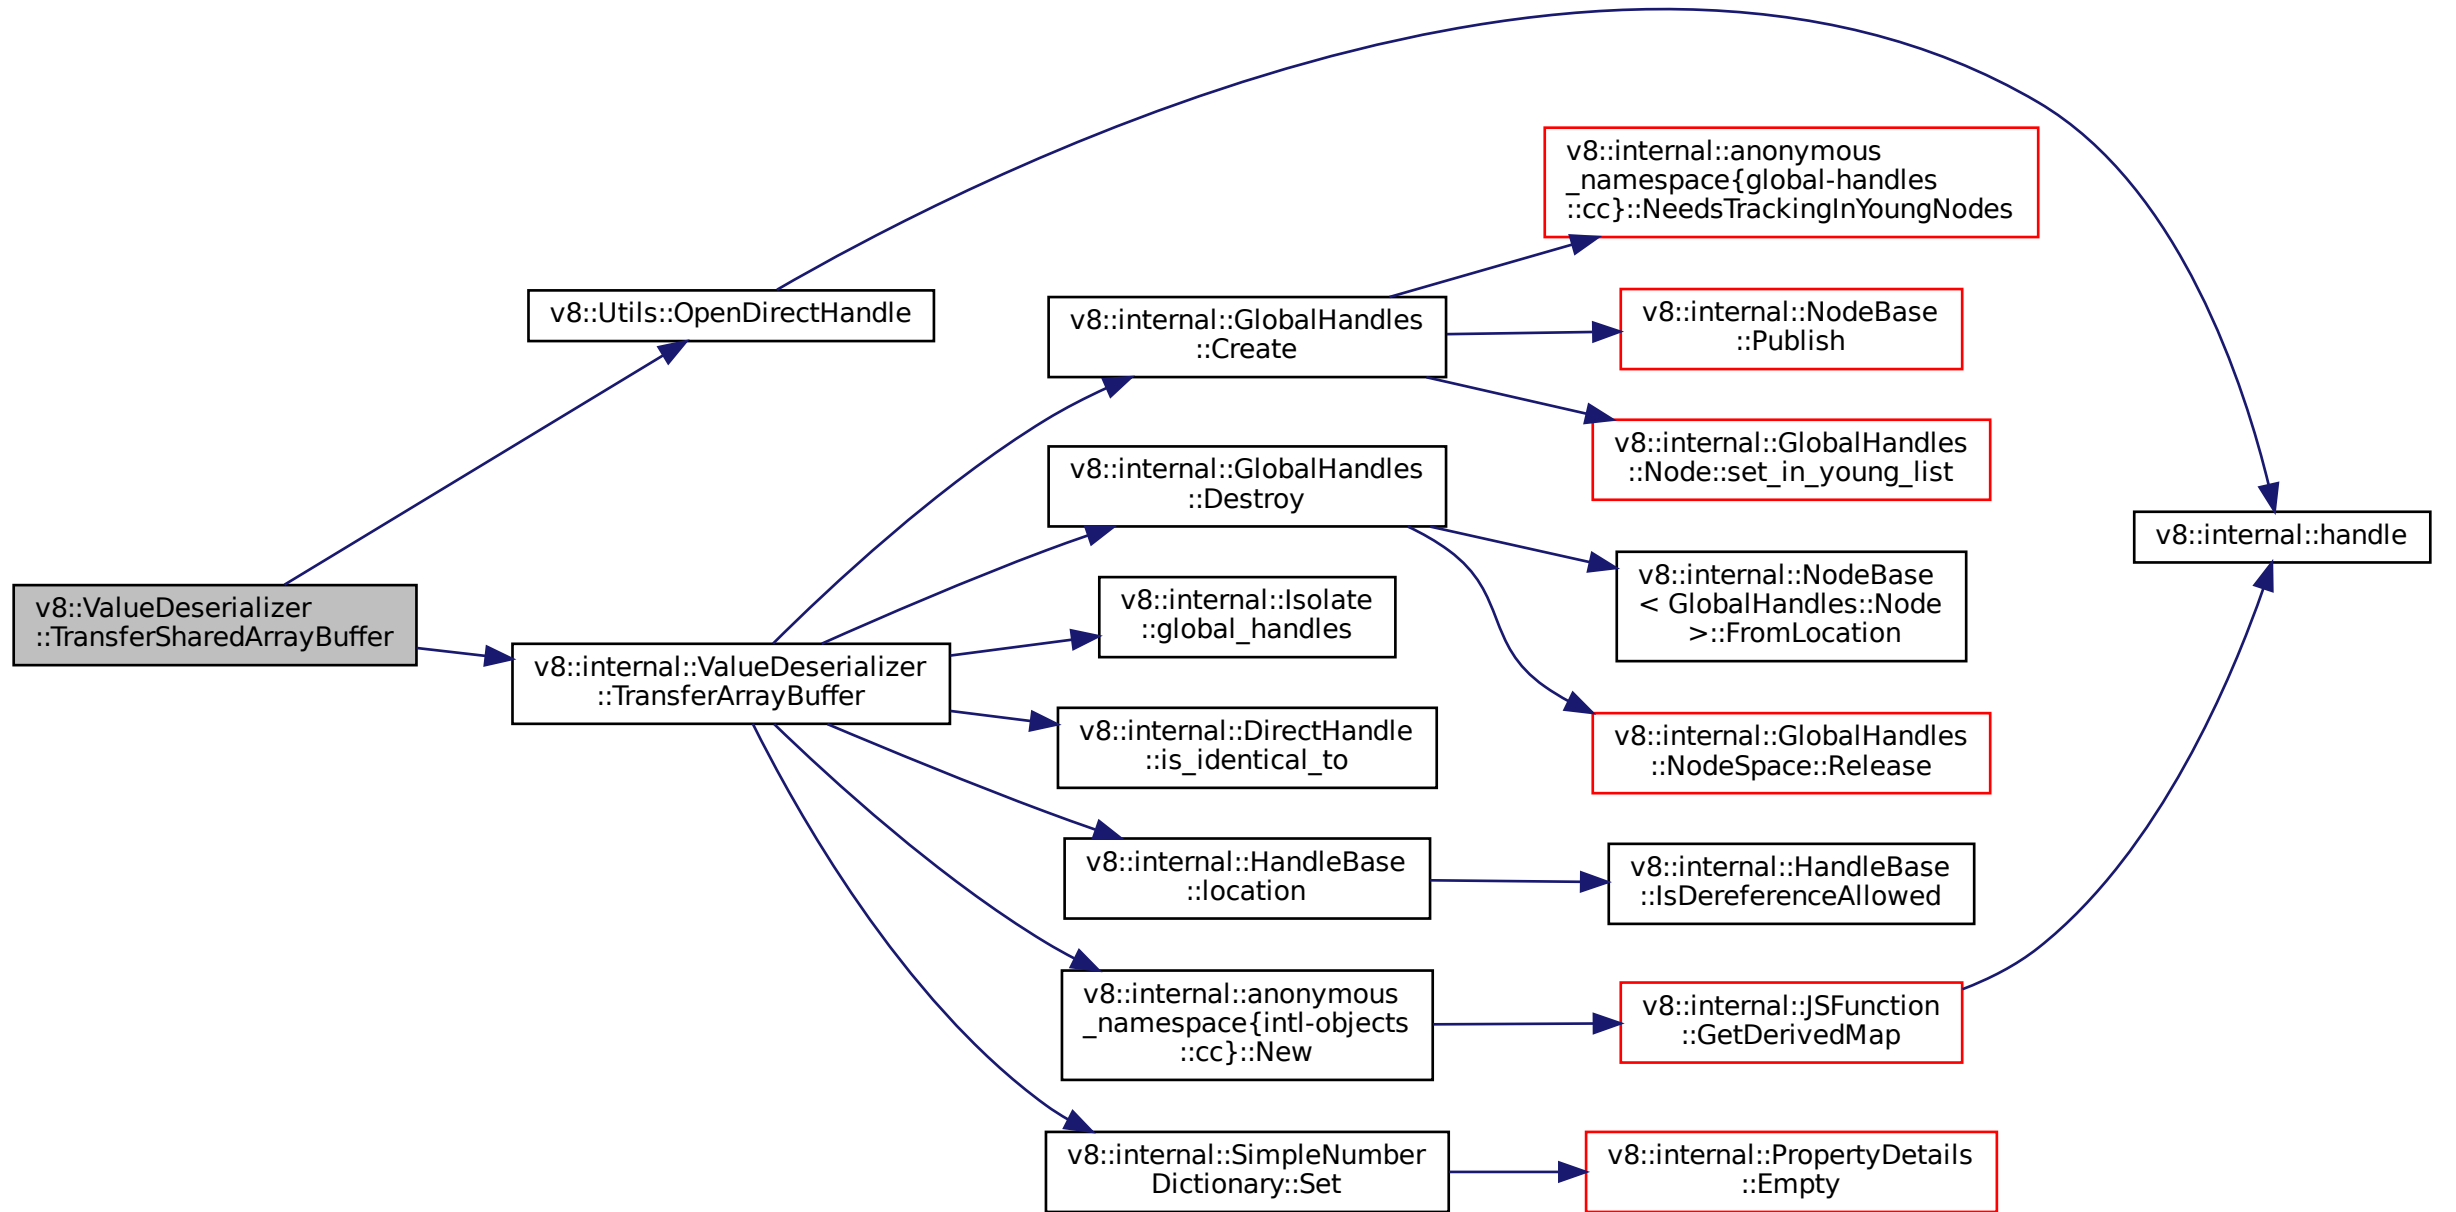 v8::ValueDeserializer
::TransferSharedArrayBuffer
v8::Utils::OpenDirectHandle
v8::internal::ValueDeserializer
::TransferArrayBuffer
v8::internal::GlobalHandles
::Create
v8::internal::GlobalHandles
::Destroy
v8::internal::Isolate
::global_handles
v8::internal::DirectHandle
::is_identical_to
v8::internal::HandleBase
::location
v8::internal::anonymous
_namespace{intl-objects
::cc}::New
v8::internal::SimpleNumber
Dictionary::Set
v8::internal::anonymous
_namespace{global-handles
::cc}::NeedsTrackingInYoungNodes
v8::internal::NodeBase
::Publish
v8::internal::GlobalHandles
::Node::set_in_young_list
v8::internal::NodeBase
< GlobalHandles::Node
>::FromLocation
v8::internal::GlobalHandles
::NodeSpace::Release
v8::internal::HandleBase
::IsDereferenceAllowed
v8::internal::JSFunction
::GetDerivedMap
v8::internal::PropertyDetails
::Empty
v8::internal::handle